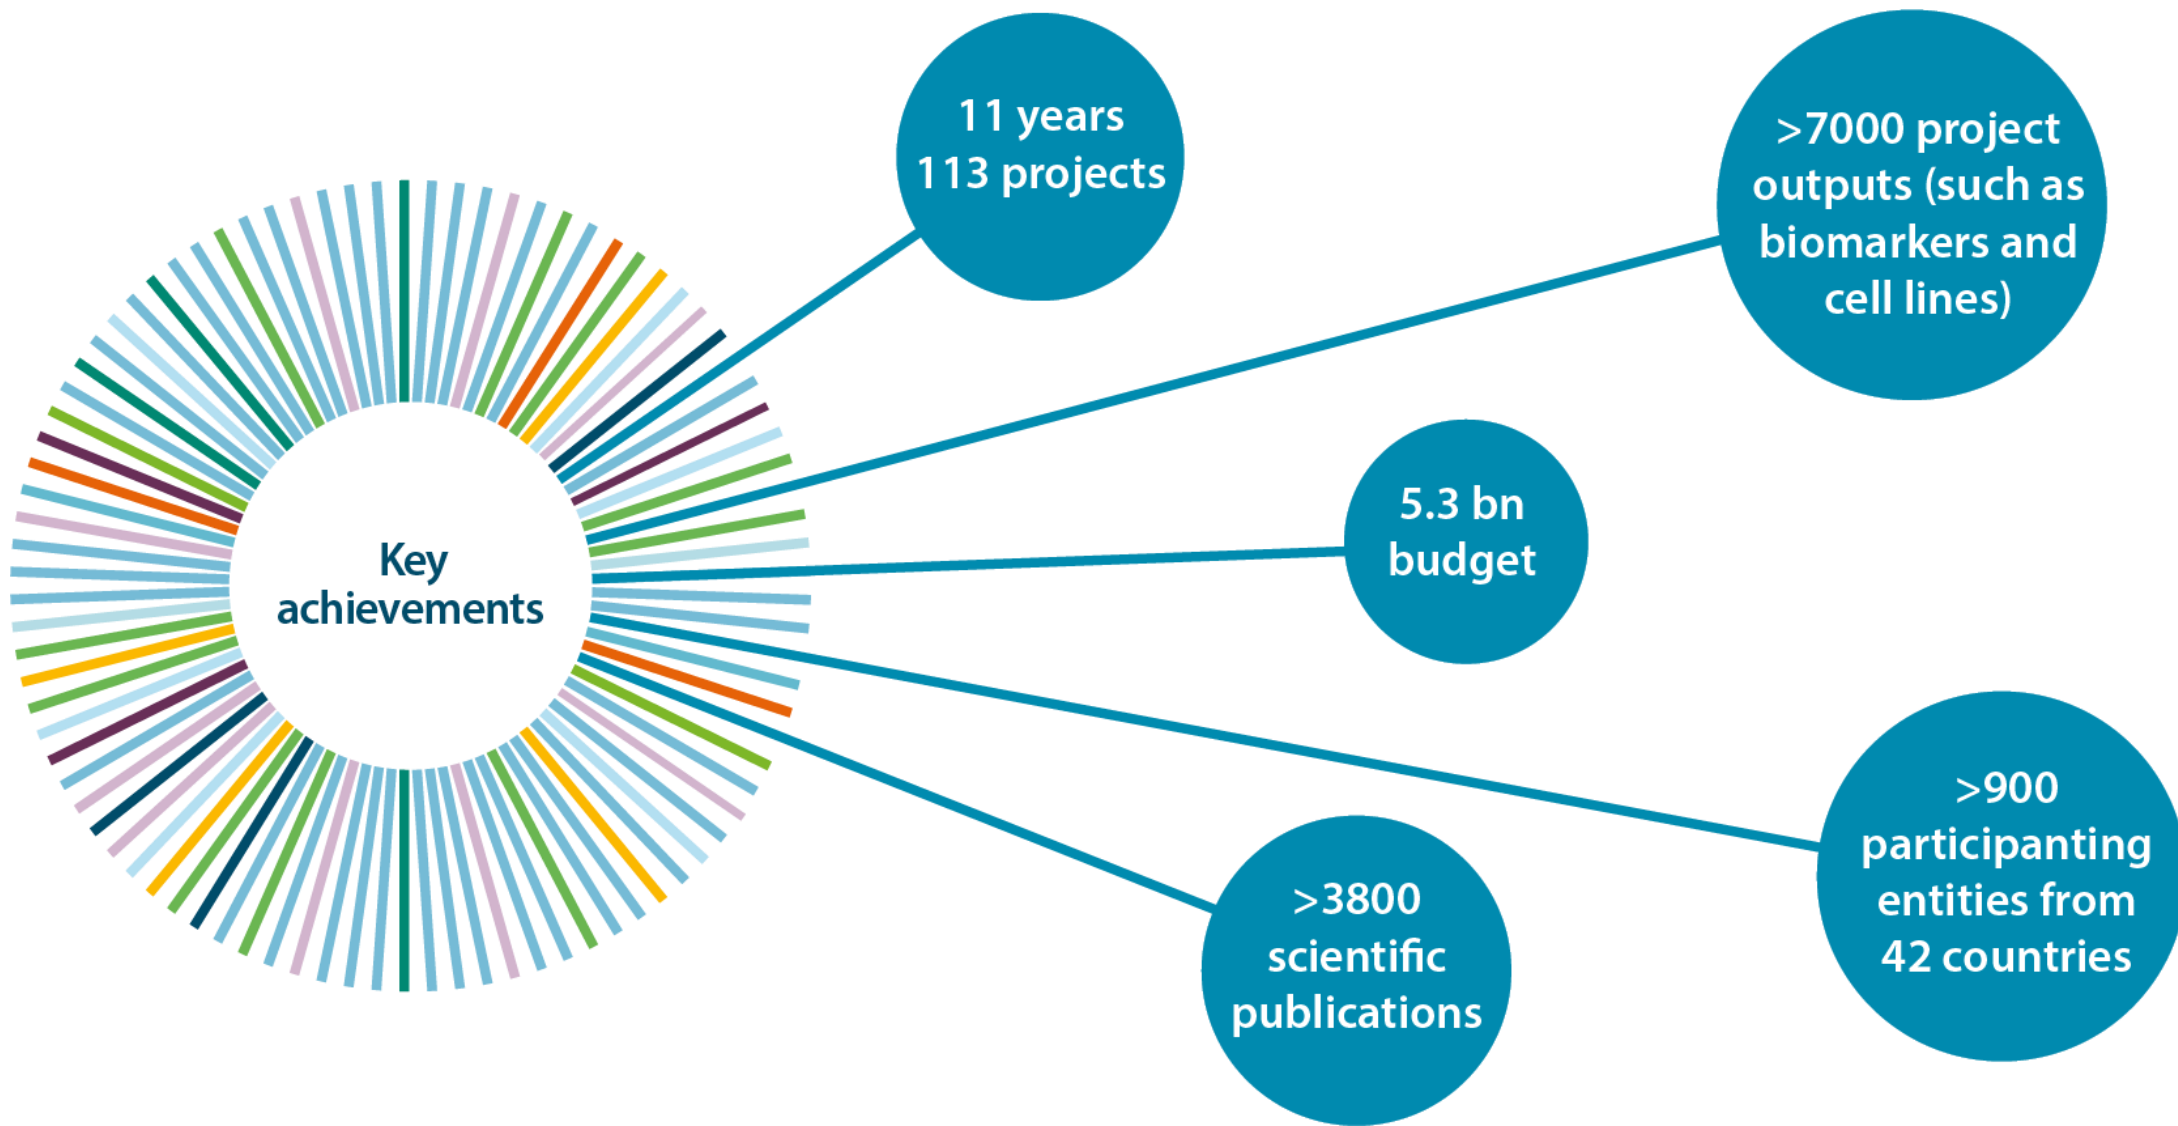 Key
achievements
11 years
113 projects
>7000 project
outputs (such as
biomarkers and
cell lines)
5.3 bn
budget
>900
participanting
entities from
42 countries
>3800
scientific
publications